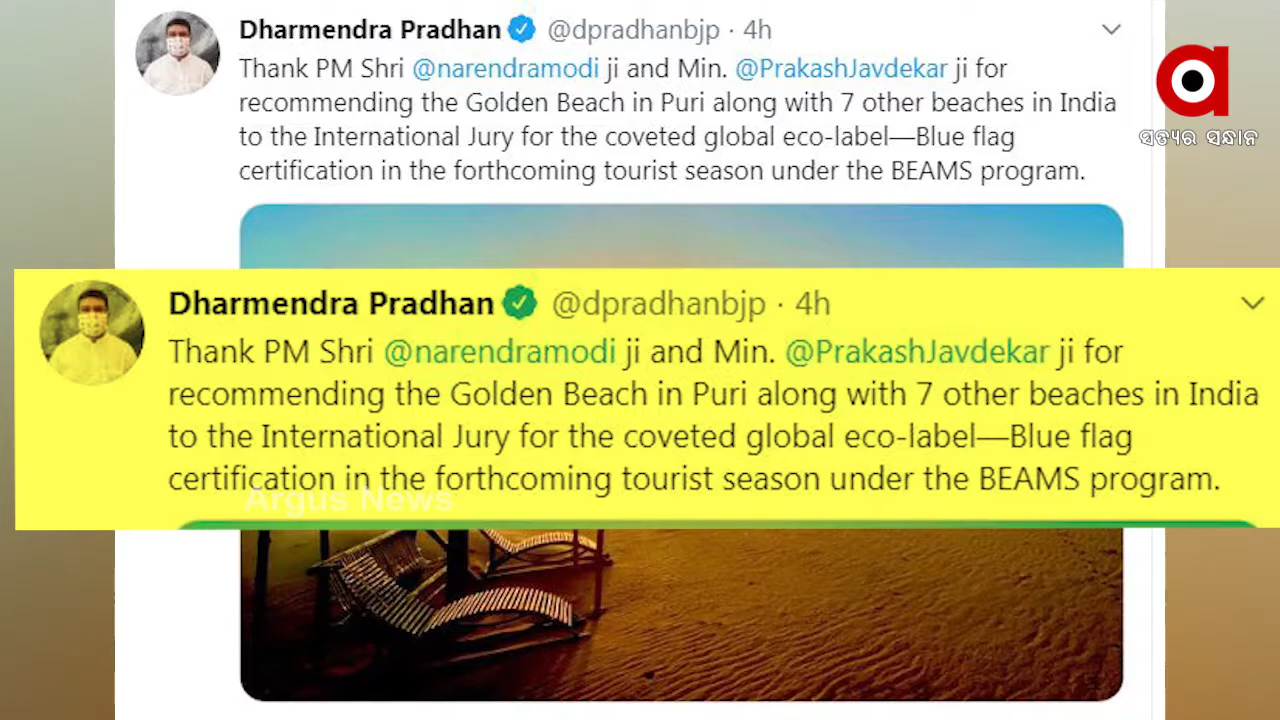 Dharmendra Pradhan @dpradhanbjp · 4h
Thank PM Shri @narendramodi ji and Min. @PrakashJavdekar ji for
recommending the Golden Beach in Puri along with 7 other beaches in India
to the International Jury for the coveted global eco-label—Blue flag
certification in the forthcoming tourist season under the BEAMS program.
a
ସତ୍ୟର ସନ୍ଧାନ
Dharmendra Pradhan @dpradhanbjp · 4h
Thank PM Shri @narendramodi ji and Min. @PrakashJavdekar ji for
recommending the Golden Beach in Puri along with 7 other beaches in India
to the International Jury for the coveted global eco-label—Blue flag
certification in the forthcoming tourist season under the BEAMS program.
Argus News